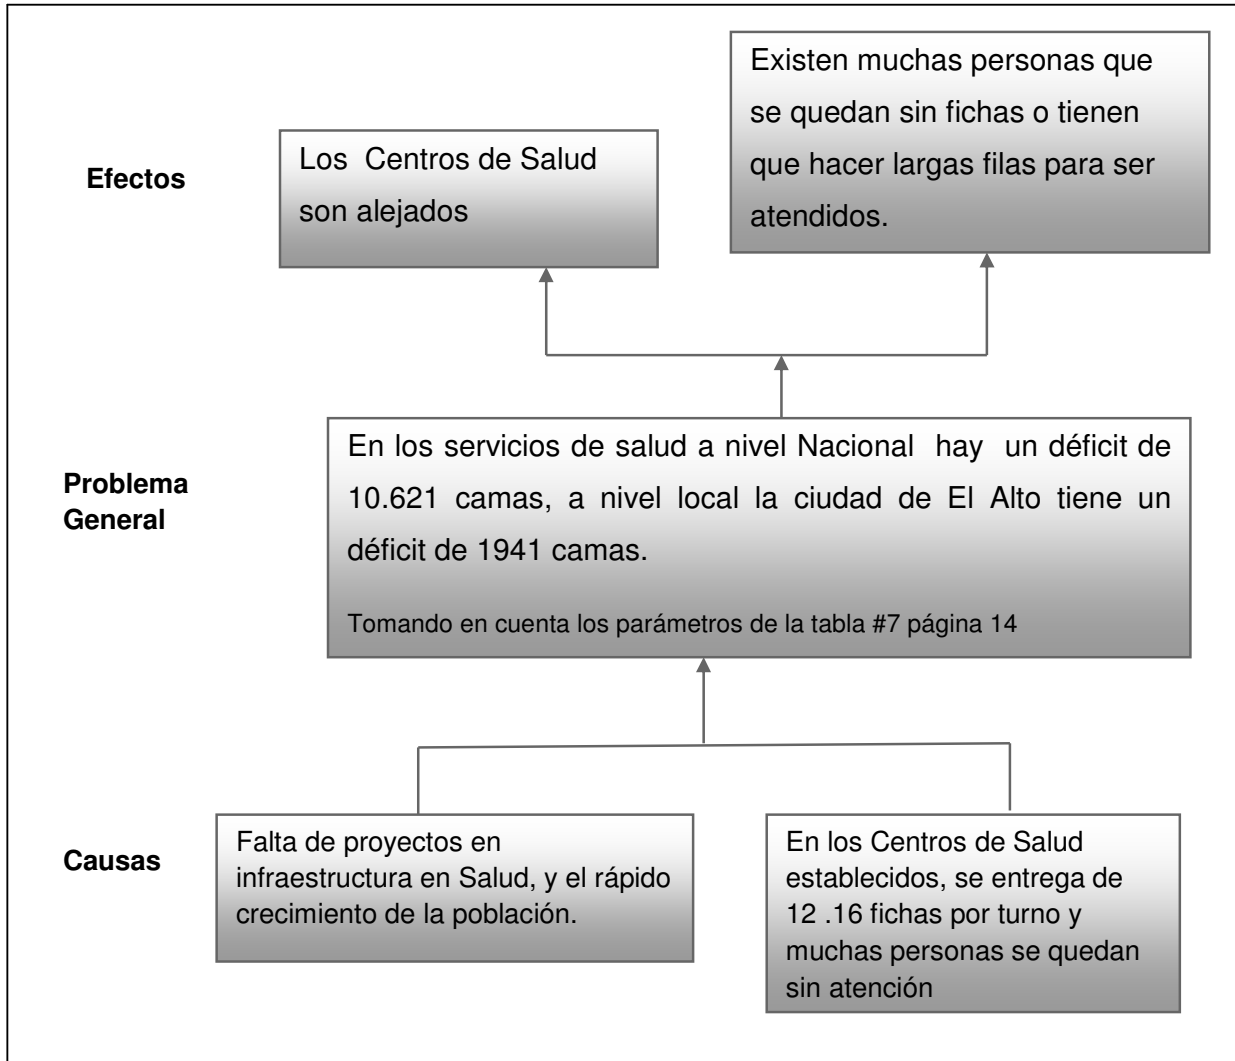 Efectos
Los Centros de Salud
son alejados
Existen muchas personas que
se quedan sin fichas o tienen
que hacer largas filas para ser
atendidos.
Problema
General
En los servicios de salud a nivel Nacional hay un déficit de
10.621 camas, a nivel local la ciudad de El Alto tiene un
déficit de 1941 camas.
Tomando en cuenta los parámetros de la tabla #7 página 14
Causas
Falta de proyectos en
infraestructura en Salud, y el rápido
crecimiento de la población.
En los Centros de Salud
establecidos, se entrega de
12 .16 fichas por turno y
muchas personas se quedan
sin atención